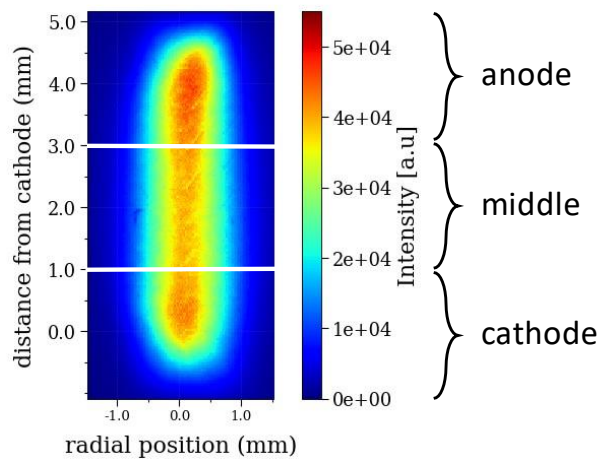 distance from cathode (mm)
5.0
4.0
3.0
2.0
1.0
0.0
-1.0
0.0
1.0
radial position (mm)
5e+04
4e+04
3e+04
2e+04
1e+04
0e+00
Intensity [a.u]
anode
middle
cathode